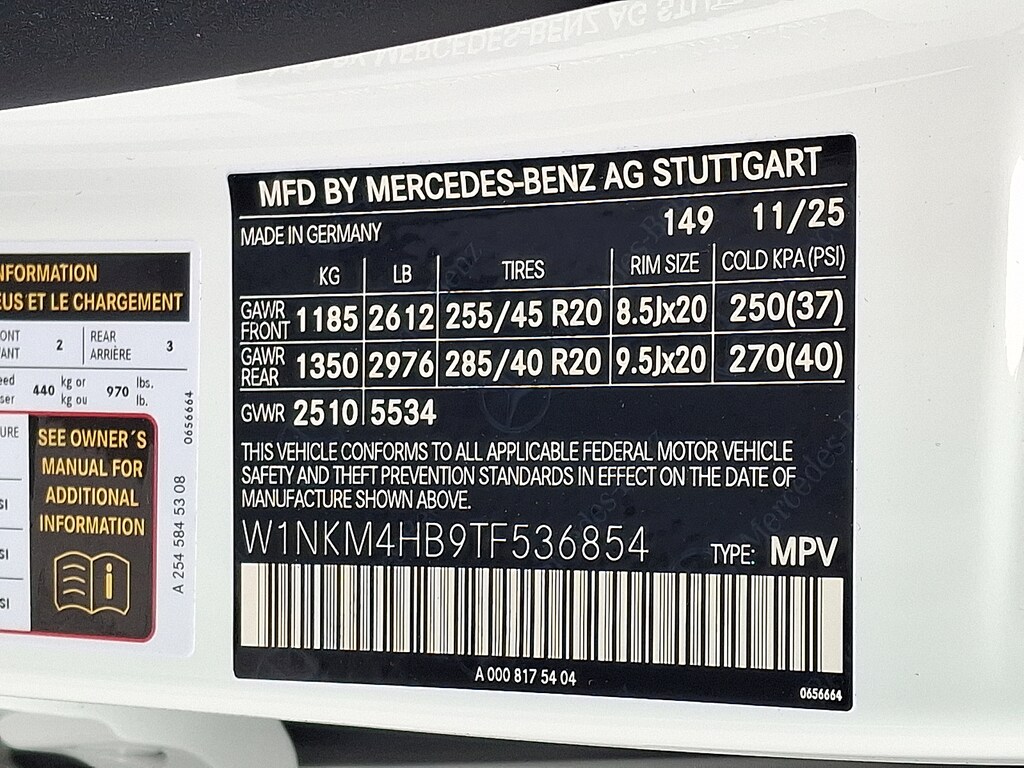 MFD BY MERCEDES-BENZ AG STUTTGART
MADE IN GERMANY 149 11/25
KG LB TIRES RIM SIZE COLD KPA (PSI)
GAWR FRONT 1185 2612 255/45 R20 8.5Jx20 250(37)
GAWR REAR 1350 2976 285/40 R20 9.5Jx20 270(40)
GVWR 2510 5534
THIS VEHICLE CONFORMS TO ALL APPLICABLE FEDERAL MOTOR VEHICLE
SAFETY AND THEFT PREVENTION STANDARDS IN EFFECT ON THE DATE OF
MANUFACTURE SHOWN ABOVE.
W1NKM4HB9TF536854 TYPE: MPV
A 000 817 54 04
0656664
NFORMATION
EUS ET LE CHARGEMENT
2 REAR
ARRIÈRE 3
440 kg or
kg ou 970 lbs.
lb.
SEE OWNER´S
MANUAL FOR
ADDITIONAL
INFORMATION
0656664
A 254 584 53 08